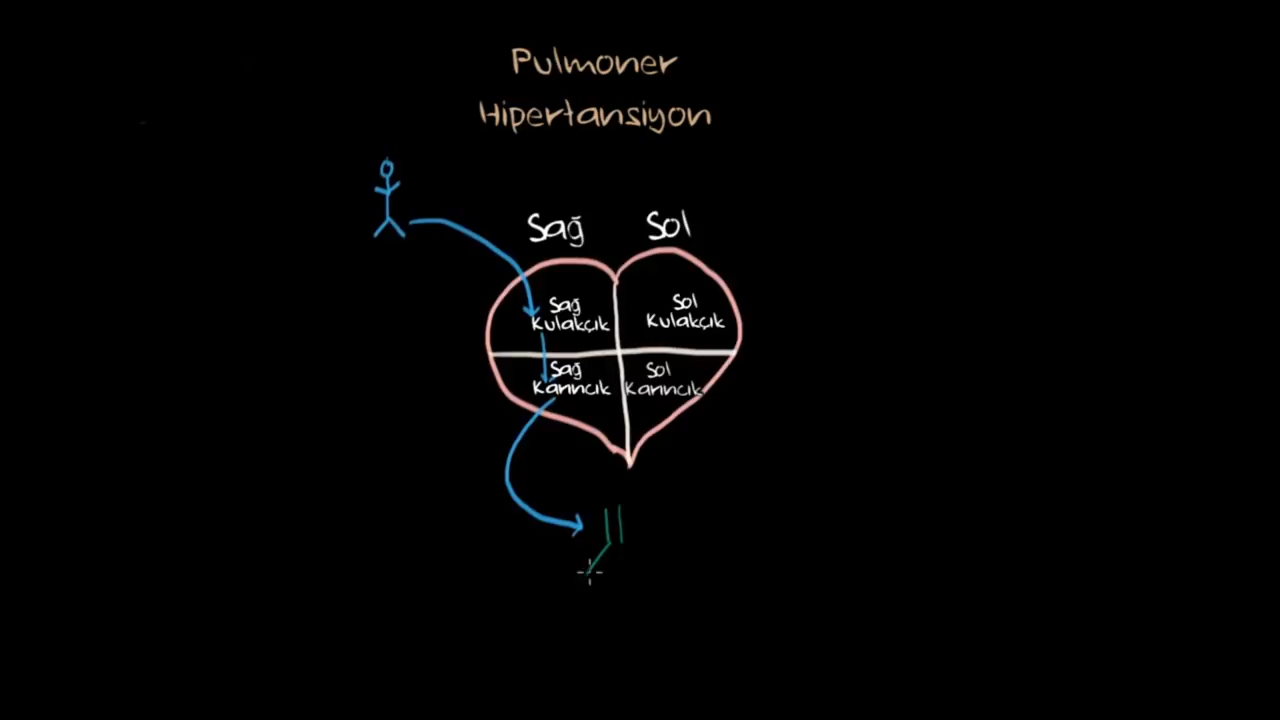 Pulmoner
Hipertansiyon
Sağ Sol
Sağ
Kulakçık
Sol
Kulakçık
Sağ
Karıncık
Sol
Karıncık